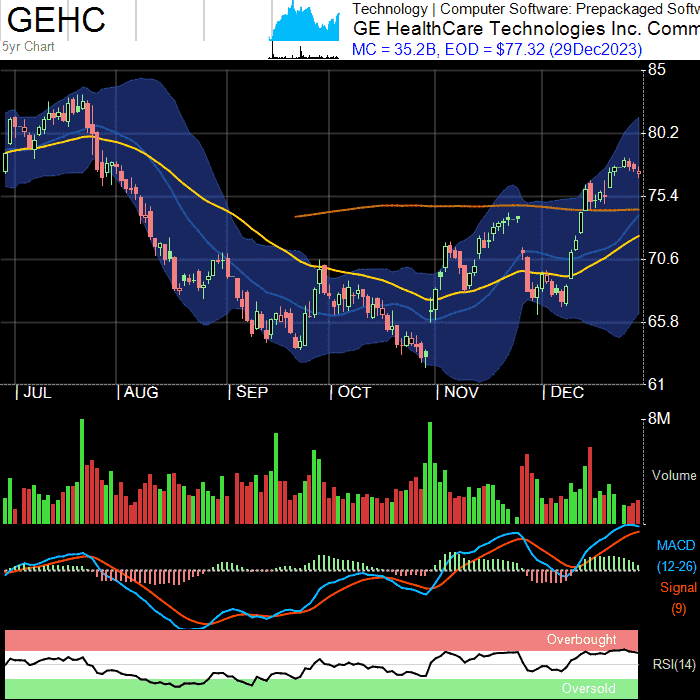 GEHC
5yr Chart
Technology | Computer Software: Prepackaged Softw
GE HealthCare Technologies Inc. Comm
MC = 35.2B, EOD = $77.32 (29Dec2023)
85
80.2
75.4
70.6
65.8
61
| JUL | AUG | SEP | OCT | NOV | DEC
8M
Volume
MACD
(12-26)
Signal
(9)
Overbought
RSI(14)
Oversold